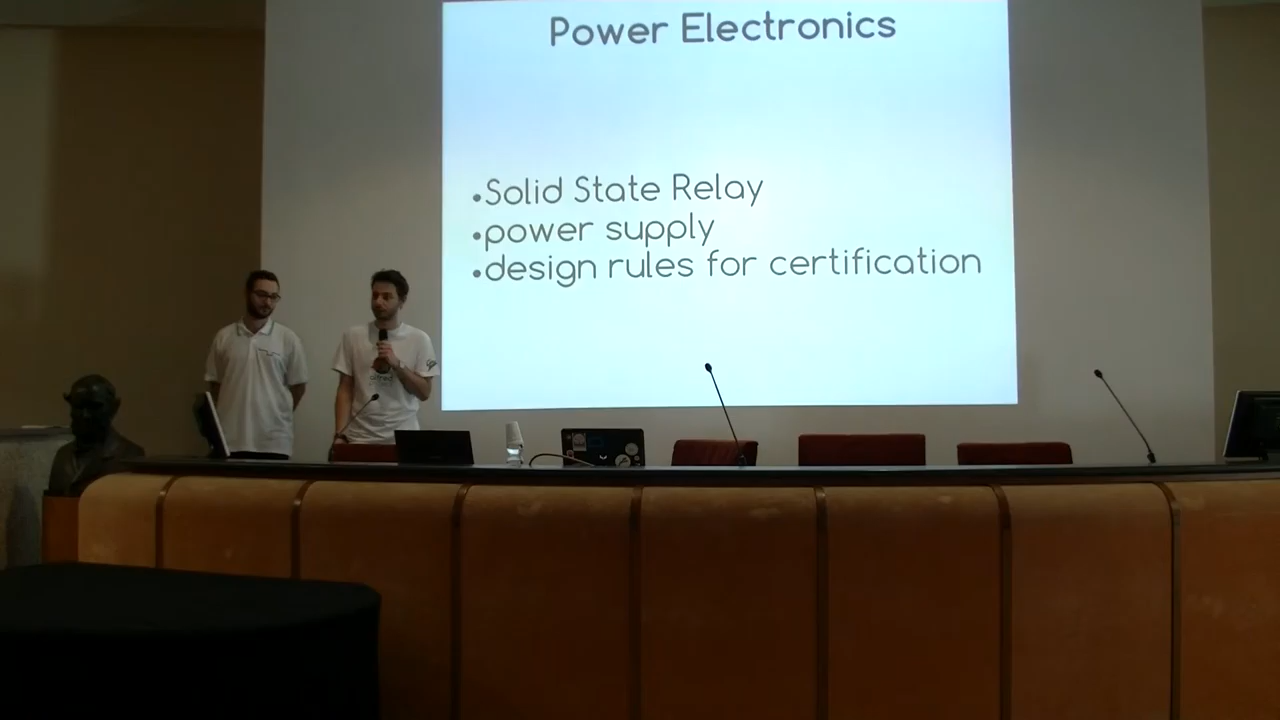 Power Electronics
•Solid State Relay
•power supply
•design rules for certification